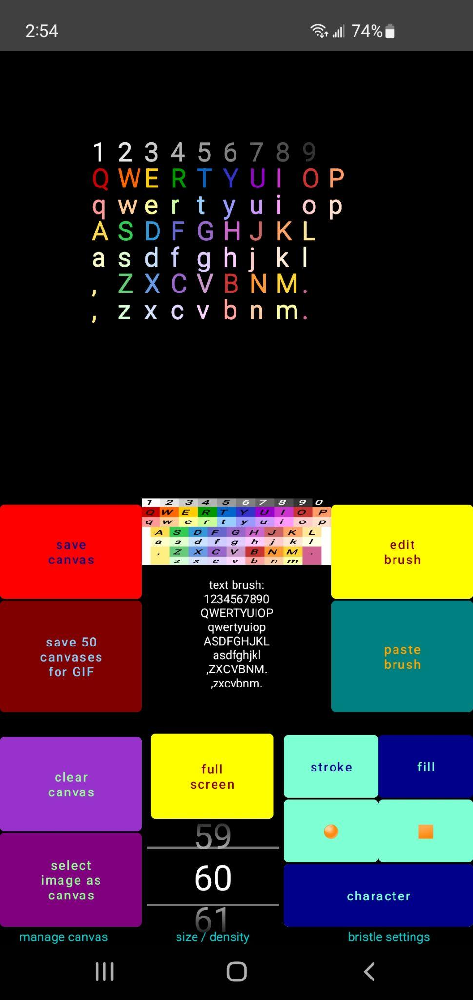 2:54 74%
1 2 3 4 5 6 7 8 9
Q W E R T Y U I O P
q w e r t y u i o p
A S D F G H J K L
a s d f g h j k l
, Z X C V B N M .
, z x c v b n m .
1 2 3 4 5 6 7 8 9 0
Q W E R T Y U I O P
q w e r t y u i o p
A S D F G H J K L
a s d f g h j k l
, Z X C V B N M .
z x c v b n m
save
canvas
edit
brush
text brush:
1234567890
QWERTYUIOP
qwertyuiop
ASDFGHJKL
asdfghjkl
,ZXCVBNM.
,zxcvbnm.
save 50
canvases
for GIF
paste
brush
clear
canvas
full
screen
stroke
fill
select
image as
canvas
59
60
61
character
manage canvas
size / density
bristle settings